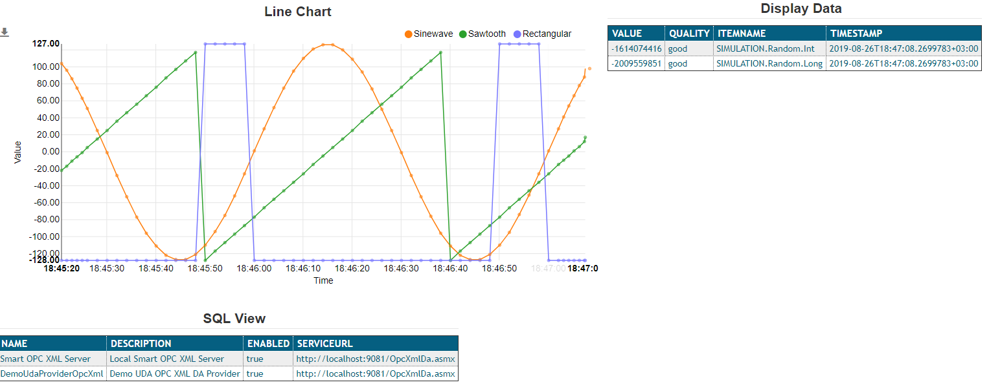 Line Chart
Sinewave Sawtooth Rectangular
127.00
100.00
80.00
60.00
40.00
20.00
0.00
-20.00
-40.00
-60.00
-80.00
-100.00
-120.00
-128.00
Value
18:45:20 18:45:30 18:45:40 18:45:50 18:46:00 18:46:10 18:46:20 18:46:30 18:46:40 18:46:50 18:47:00 18:47:0
Time
Display Data
VALUE QUALITY ITEMNAME TIMESTAMP
-1614074416 good SIMULATION.Random.Int 2019-08-26T18:47:08.2699783+03:00
-2009559851 good SIMULATION.Random.Long 2019-08-26T18:47:08.2699783+03:00
SQL View
NAME DESCRIPTION ENABLED SERVICEURL
Smart OPC XML Server Local Smart OPC XML Server true http://localhost:9081/OpcXmlDa.asmx
DemoUdaProviderOpcXml Demo UDA OPC XML DA Provider true http://localhost:9081/OpcXmlDa.asmx